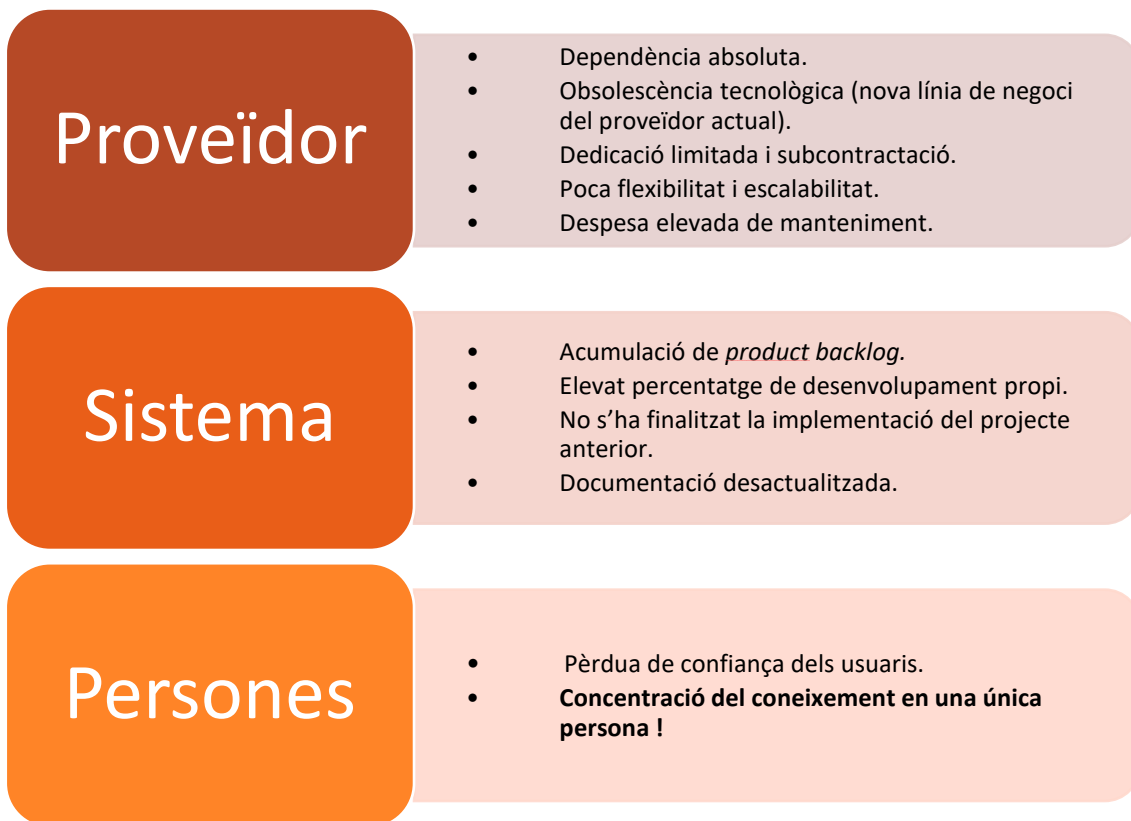 Proveïdor
• Dependència absoluta.
• Obsolescència tecnològica (nova línia de negoci
del proveïdor actual).
• Dedicació limitada i subcontractació.
• Poca flexibilitat i escalabilitat.
• Despesa elevada de manteniment.
Sistema
• Acumulació de product backlog.
• Elevat percentatge de desenvolupament propi.
• No s’ha finalitzat la implementació del projecte
anterior.
• Documentació desactualitzada.
Persones
• Pèrdua de confiança dels usuaris.
• Concentració del coneixement en una única
persona !